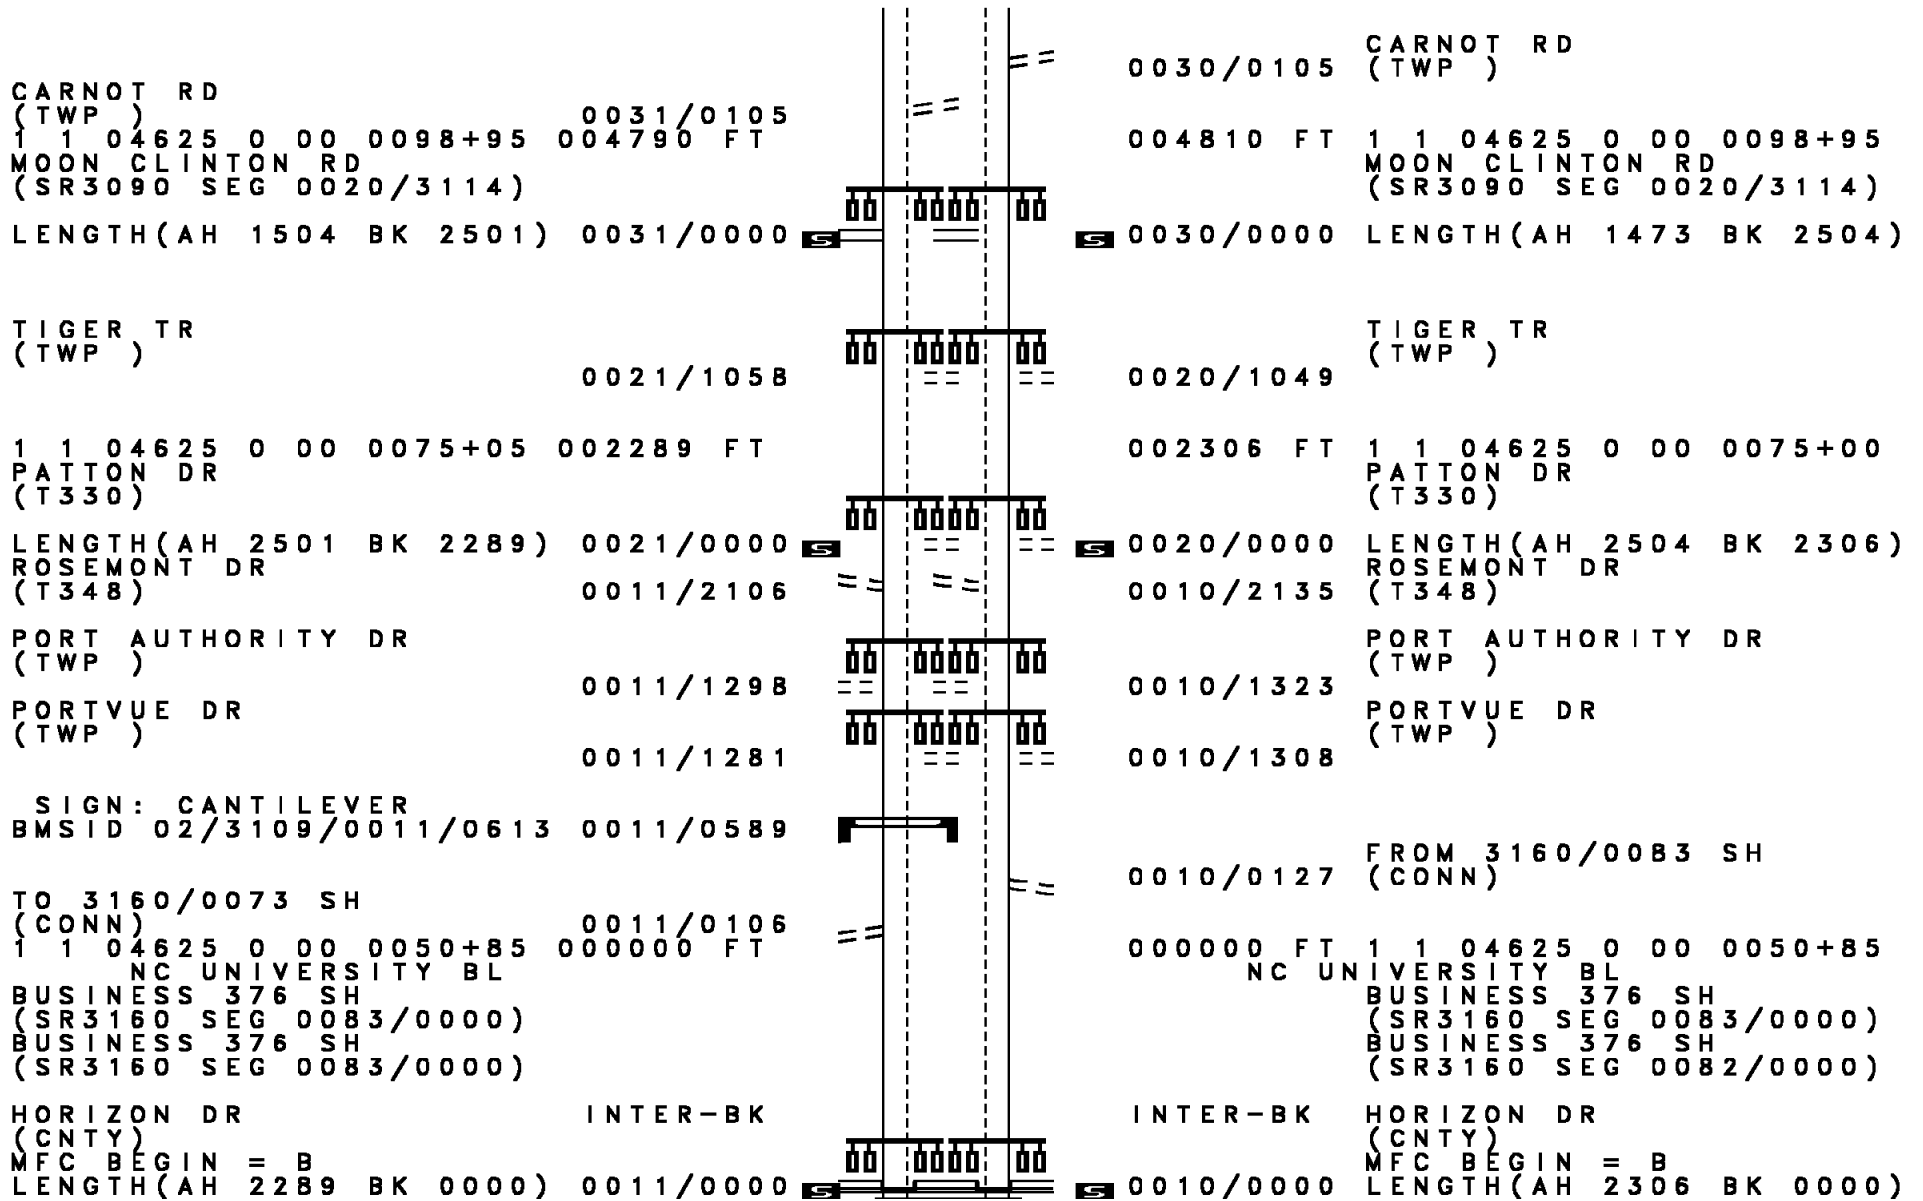 CARNOT RD
0030/0105 (TWP )
CARNOT RD
(TWP ) 0031/0105
1 1 04625 0 00 0098+95 004790 FT 004810 FT 1 1 04625 0 00 0098+95
MOON CLINTON RD MOON CLINTON RD
(SR3090 SEG 0020/3114) (SR3090 SEG 0020/3114)
LENGTH(AH 1504 BK 2501) 0031/0000 S S 0030/0000 LENGTH(AH 1473 BK 2504)
TIGER TR TIGER TR
(TWP ) (TWP )
0021/1058 0020/1049
1 1 04625 0 00 0075+05 002289 FT 002306 FT 1 1 04625 0 00 0075+00
PATTON DR PATTON DR
(T330) (T330)
LENGTH(AH 2501 BK 2289) 0021/0000 S S 0020/0000 LENGTH(AH 2504 BK 2306)
ROSEMONT DR ROSEMONT DR
(T348) 0011/2106 0010/2135 (T348)
PORT AUTHORITY DR PORT AUTHORITY DR
(TWP ) (TWP )
0011/1298 0010/1323
PORTVUE DR PORTVUE DR
(TWP ) (TWP )
0011/1281 0010/1308
SIGN: CANTILEVER
BMSID 02/3109/0011/0613 0011/0589
FROM 3160/0083 SH
0010/0127 (CONN)
TO 3160/0073 SH
(CONN) 0011/0106
1 1 04625 0 00 0050+85 000000 FT 000000 FT 1 1 04625 0 00 0050+85
NC UNIVERSITY BL NC UNIVERSITY BL
BUSINESS 376 SH BUSINESS 376 SH
(SR3160 SEG 0083/0000) (SR3160 SEG 0083/0000)
BUSINESS 376 SH BUSINESS 376 SH
(SR3160 SEG 0083/0000) (SR3160 SEG 0082/0000)
HORIZON DR INTER-BK INTER-BK HORIZON DR
(CNTY) (CNTY)
MFC BEGIN = B MFC BEGIN = B
LENGTH(AH 2289 BK 0000) 0011/0000 S S 0010/0000 LENGTH(AH 2306 BK 0000)